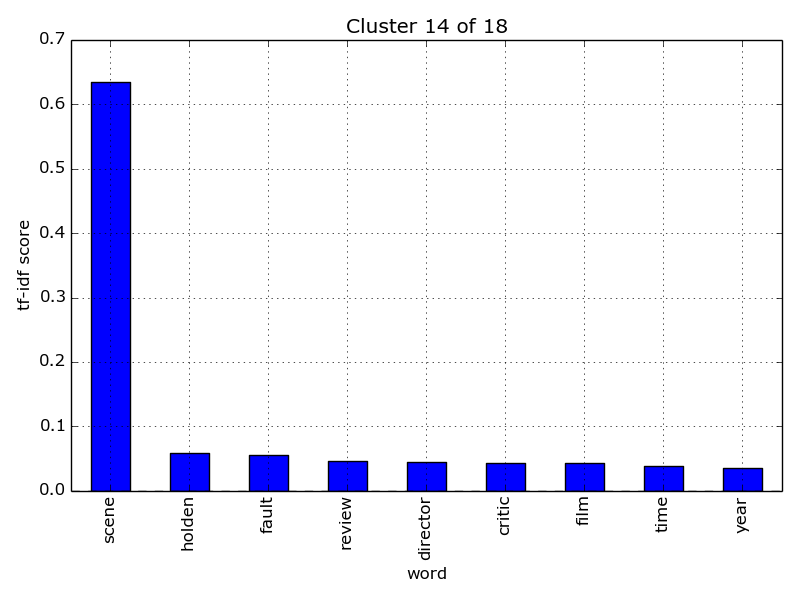 Cluster 14 of 18
0.7
0.6
0.5
0.4
0.3
0.2
0.1
0.0
tf-idf score
scene
holden
fault
review
director
critic
film
time
year
word